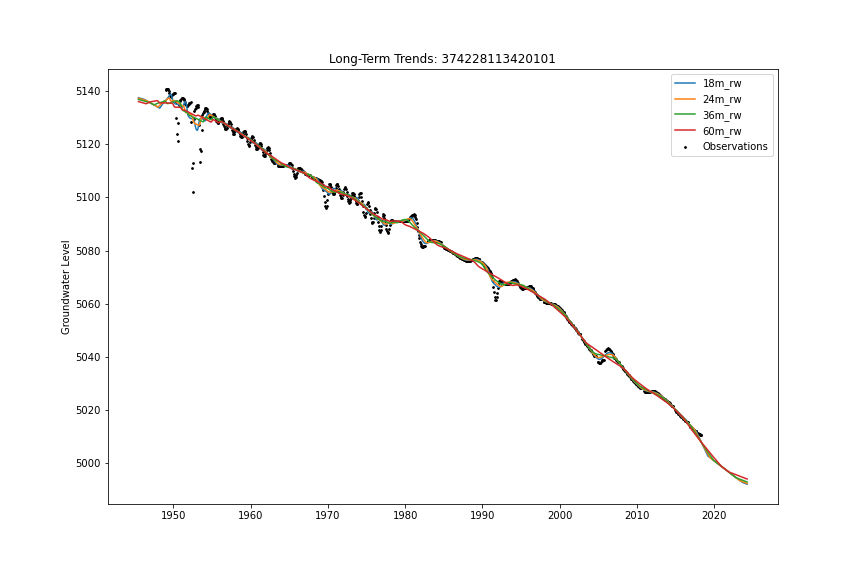 Long-Term Trends: 374228113420101
18m_rw
24m_rw
36m_rw
60m_rw
Observations
Groundwater Level
5140
5120
5100
5080
5060
5040
5020
5000
1950 1960 1970 1980 1990 2000 2010 2020